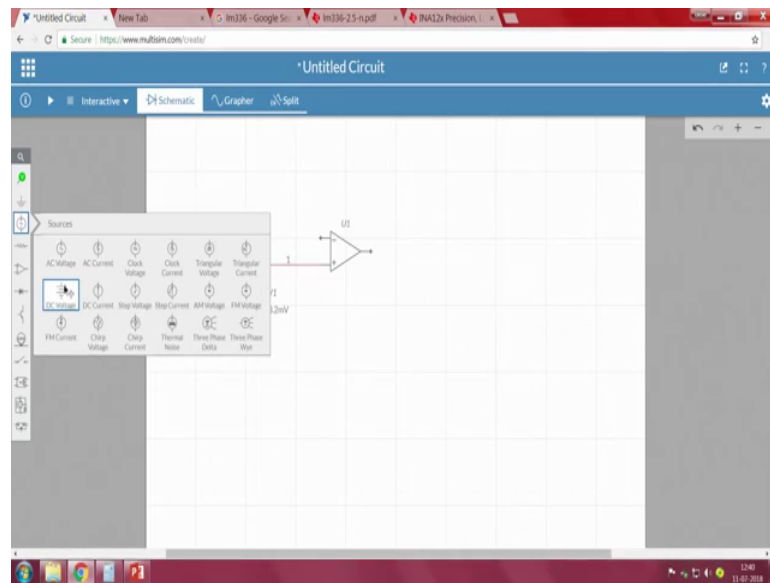 *Untitled Circuit
New Tab
lm336 - Google Se
lm336-2.5-n.pdf
INA12x Precision, L
Secure
https://www.multisim.com/create/
*Untitled Circuit
?
Interactive
Schematic
Grapher
Split
Sources
AC Voltage
AC Current
Clock Voltage
Clock Current
Triangular Voltage
Triangular Current
DC Voltage
DC Current
Step Voltage
Step Current
AM Voltage
FM Voltage
FM Current
Chirp Voltage
Chirp Current
Thermal Noise
Three Phase Delta
Three Phase Wye
U1
1
2mV
12:40
11-07-2018